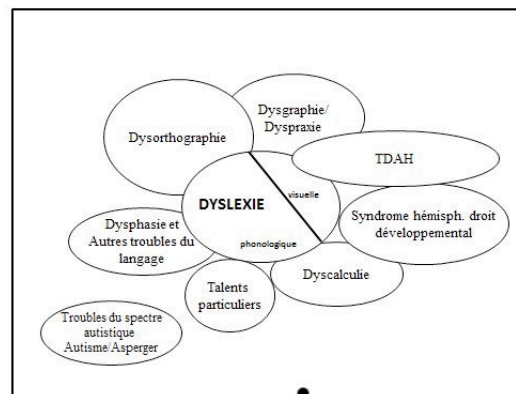 Dysgraphie/
Dyspraxie
Dysorthographie
TDAH
visuelle
DYSLEXIE
Syndrome hémisph. droit
développemental
Dysphasie et
Autres troubles du
langage
phonologique
Dyscalculie
Talents
particuliers
Troubles du spectre
autistique
Autisme/Asperger